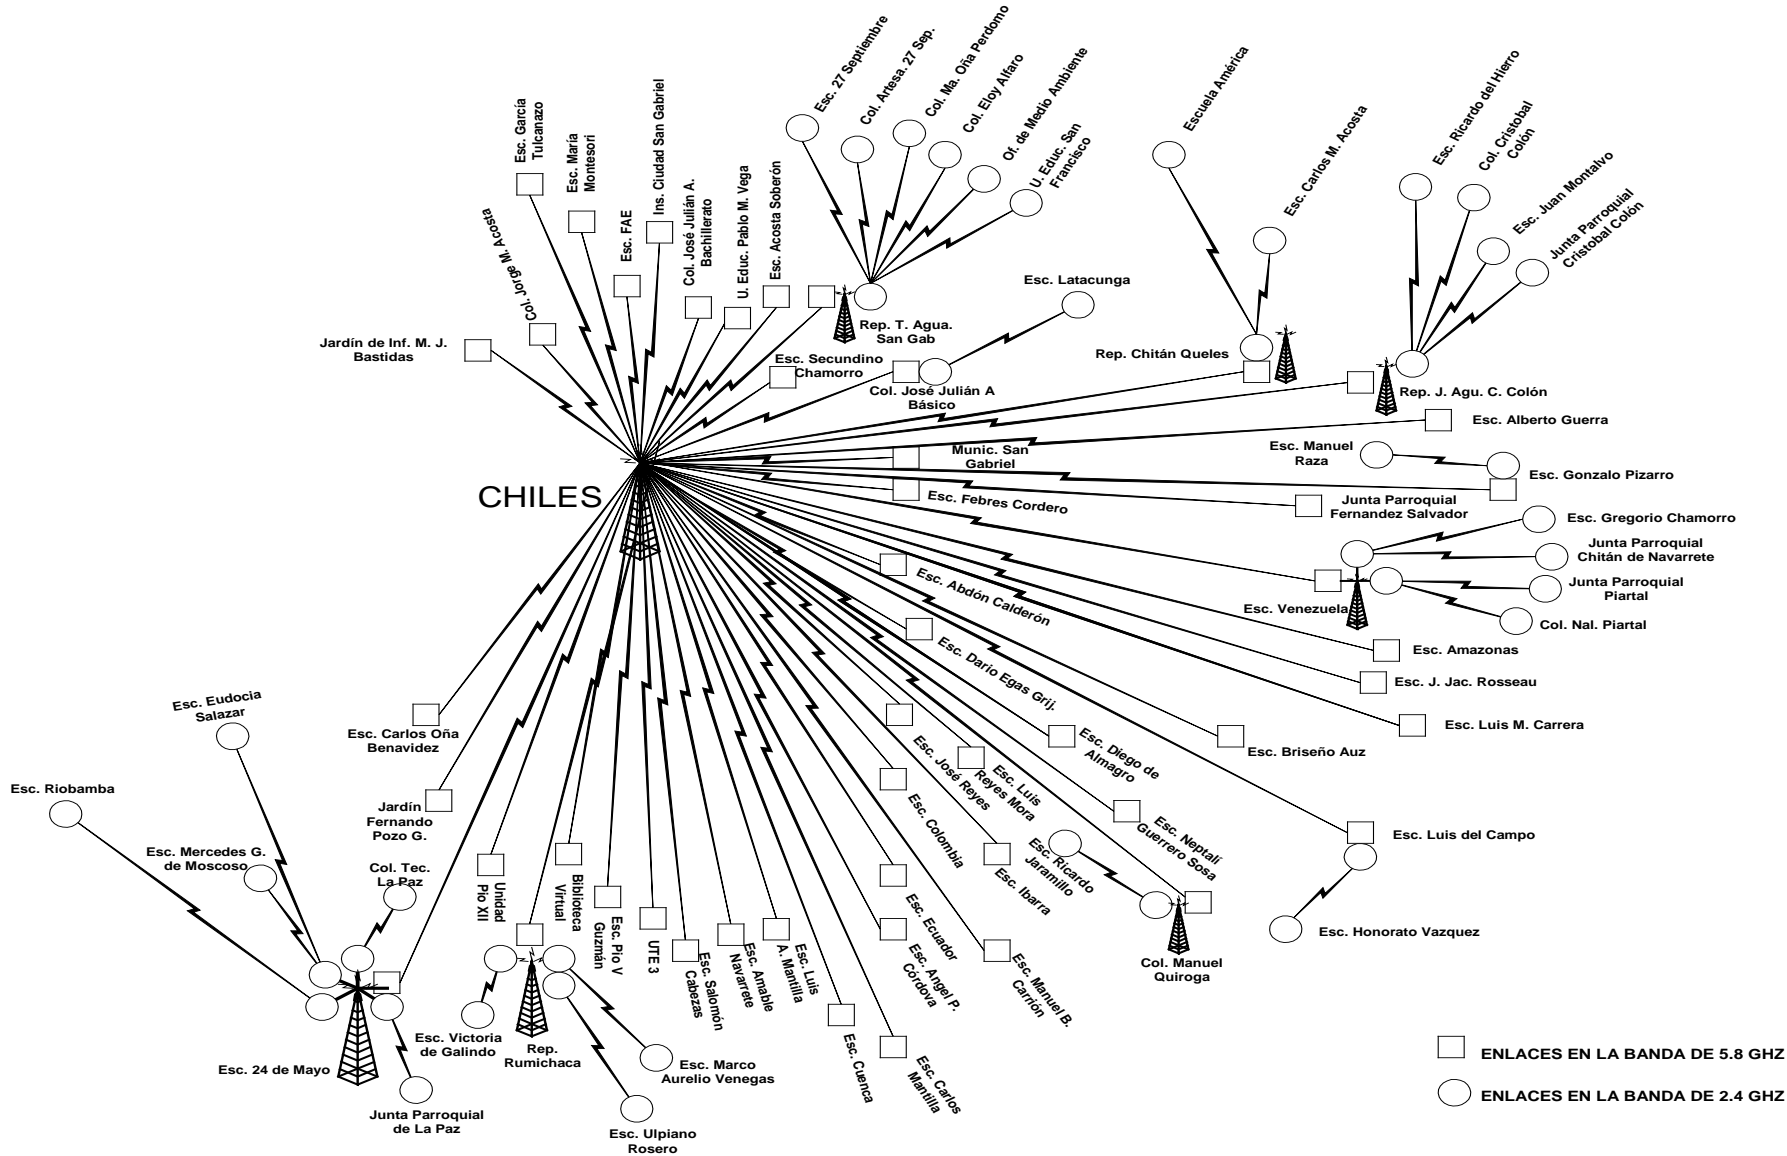 Esc. García
Tulcanazo
Esc. María
Montesori
Col. Jorge M. Acosta
Esc. FAE
Ins. Ciudad San Gabriel
Col. José Julián A.
Bachillerato
U. Educ. Pablo M. Vega
Esc. Acosta Soberón
Esc. 27 Septiembre
Col. Artesa. 27 Sep.
Col. Ma. Oña Perdomo
Col. Eloy Alfaro
Of. de Medio Ambiente
U. Educ. San
Francisco
Escuela América
Esc. Carlos M. Acosta
Esc. Ricardo del Hierro
Col. Cristobal
Colón
Esc. Juan Montalvo
Junta Parroquial
Cristobal Colón
Jardín de Inf. M. J.
Bastidas
Rep. T. Agua.
San Gab
Esc. Latacunga
Esc. Secundino
Chamorro
Col. José Julián A
Básico
Rep. Chitán Queles
Rep. J. Agu. C. Colón
Esc. Alberto Guerra
Munic. San
Gabriel
Esc. Manuel
Raza
Esc. Gonzalo Pizarro
CHILES
Esc. Febres Cordero
Junta Parroquial
Fernandez Salvador
Esc. Gregorio Chamorro
Junta Parroquial
Chitán de Navarrete
Junta Parroquial
Piartal
Esc. Venezuela
Col. Nal. Piartal
Esc. Abdón Calderón
Esc. Amazonas
Esc. Dario Egas Grij.
Esc. J. Jac. Rosseau
Esc. Luis M. Carrera
Esc. Eudocia
Salazar
Esc. Carlos Oña
Benavidez
Esc. Diego de
Almagro
Esc. Briseño Auz
Esc. José Reyes
Esc. Luis
Reyes Mora
Esc. Riobamba
Jardín
Fernando
Pozo G.
Esc. Colombia
Esc. Neptalí
Guerrero Sosa
Esc. Luis del Campo
Esc. Mercedes G.
de Moscoso
Col. Tec.
La Paz
Unidad
Pio XII
Biblioteca
Virtual
Esc. Pio V
Guzmán
UTE 3
Esc. Salomón
Cabezas
Esc. Amable
Navarrete
Esc. Luis
A. Mantilla
Esc. Ecuador
Esc. Angel P.
Córdova
Esc. Ibarra
Esc. Ricardo
Jaramillo
Esc. Manuel B.
Carrión
Col. Manuel
Quiroga
Esc. Honorato Vazquez
Esc. 24 de Mayo
Esc. Victoria
de Galindo
Rep.
Rumichaca
Esc. Marco
Aurelio Venegas
Esc. Cuenca
Esc. Carlos
Mantilla
Junta Parroquial
de La Paz
Esc. Ulpiano
Rosero
ENLACES EN LA BANDA DE 5.8 GHZ
ENLACES EN LA BANDA DE 2.4 GHZ